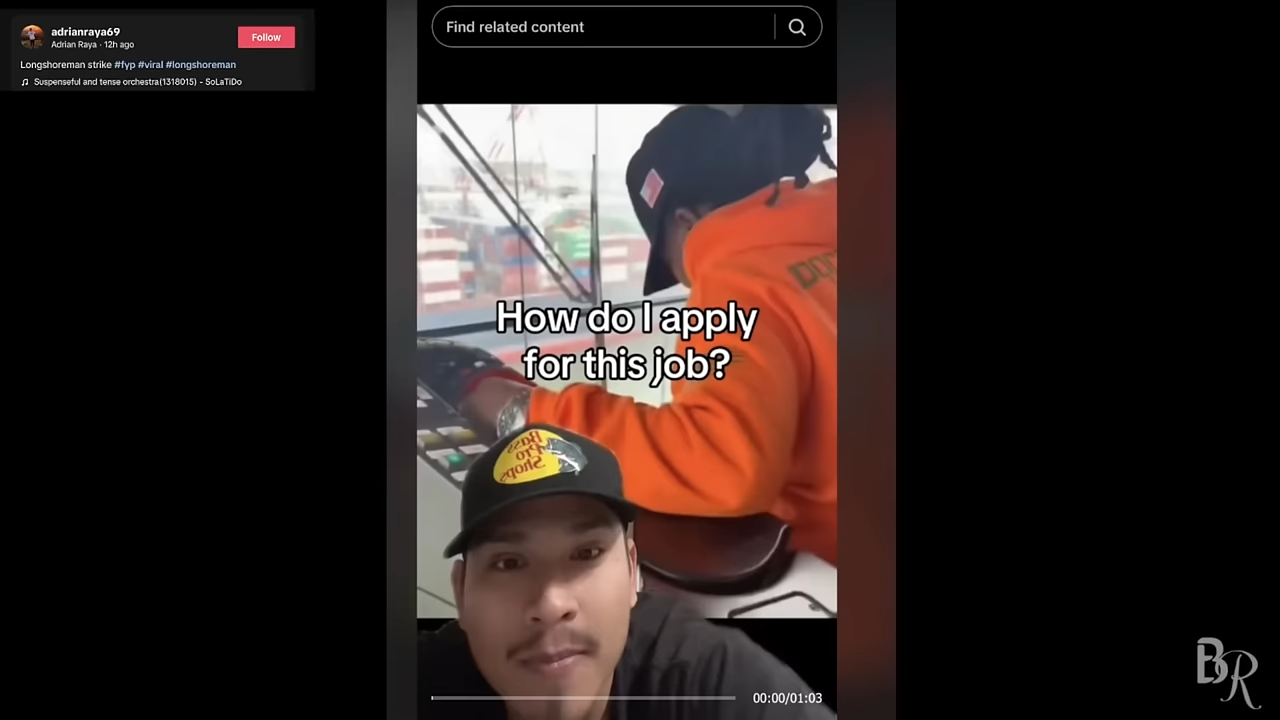 adrianraya69
Adrian Raya · 12h ago
Follow
Longshoreman strike #fyp #viral #longshoreman
Suspenseful and tense orchestra(1318015) - SoLaTiDo
Find related content
How do I apply
for this job?
Bass
Pro
Shops
00:00/01:03
BR